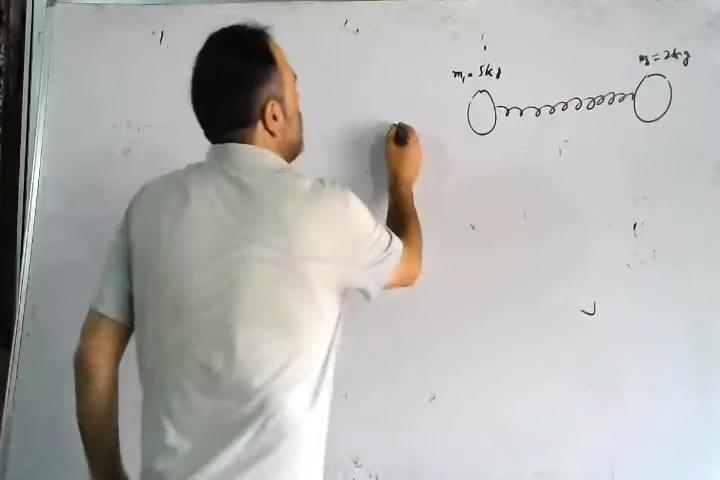 m₁ = 5kg
m₂ = 2kg